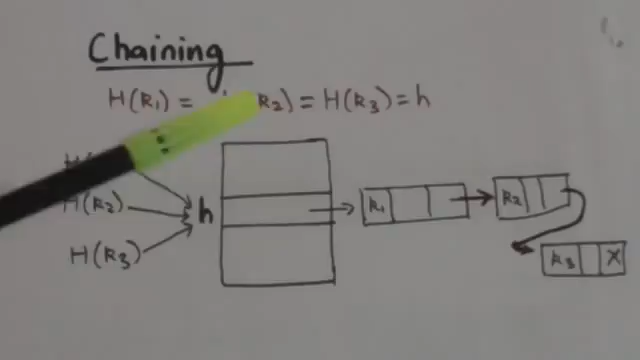 Chaining
H(k₁) = k₂) = H(k₃) = h
H(k₂)
h
k₁
k₂
H(k₃)
k₃
X